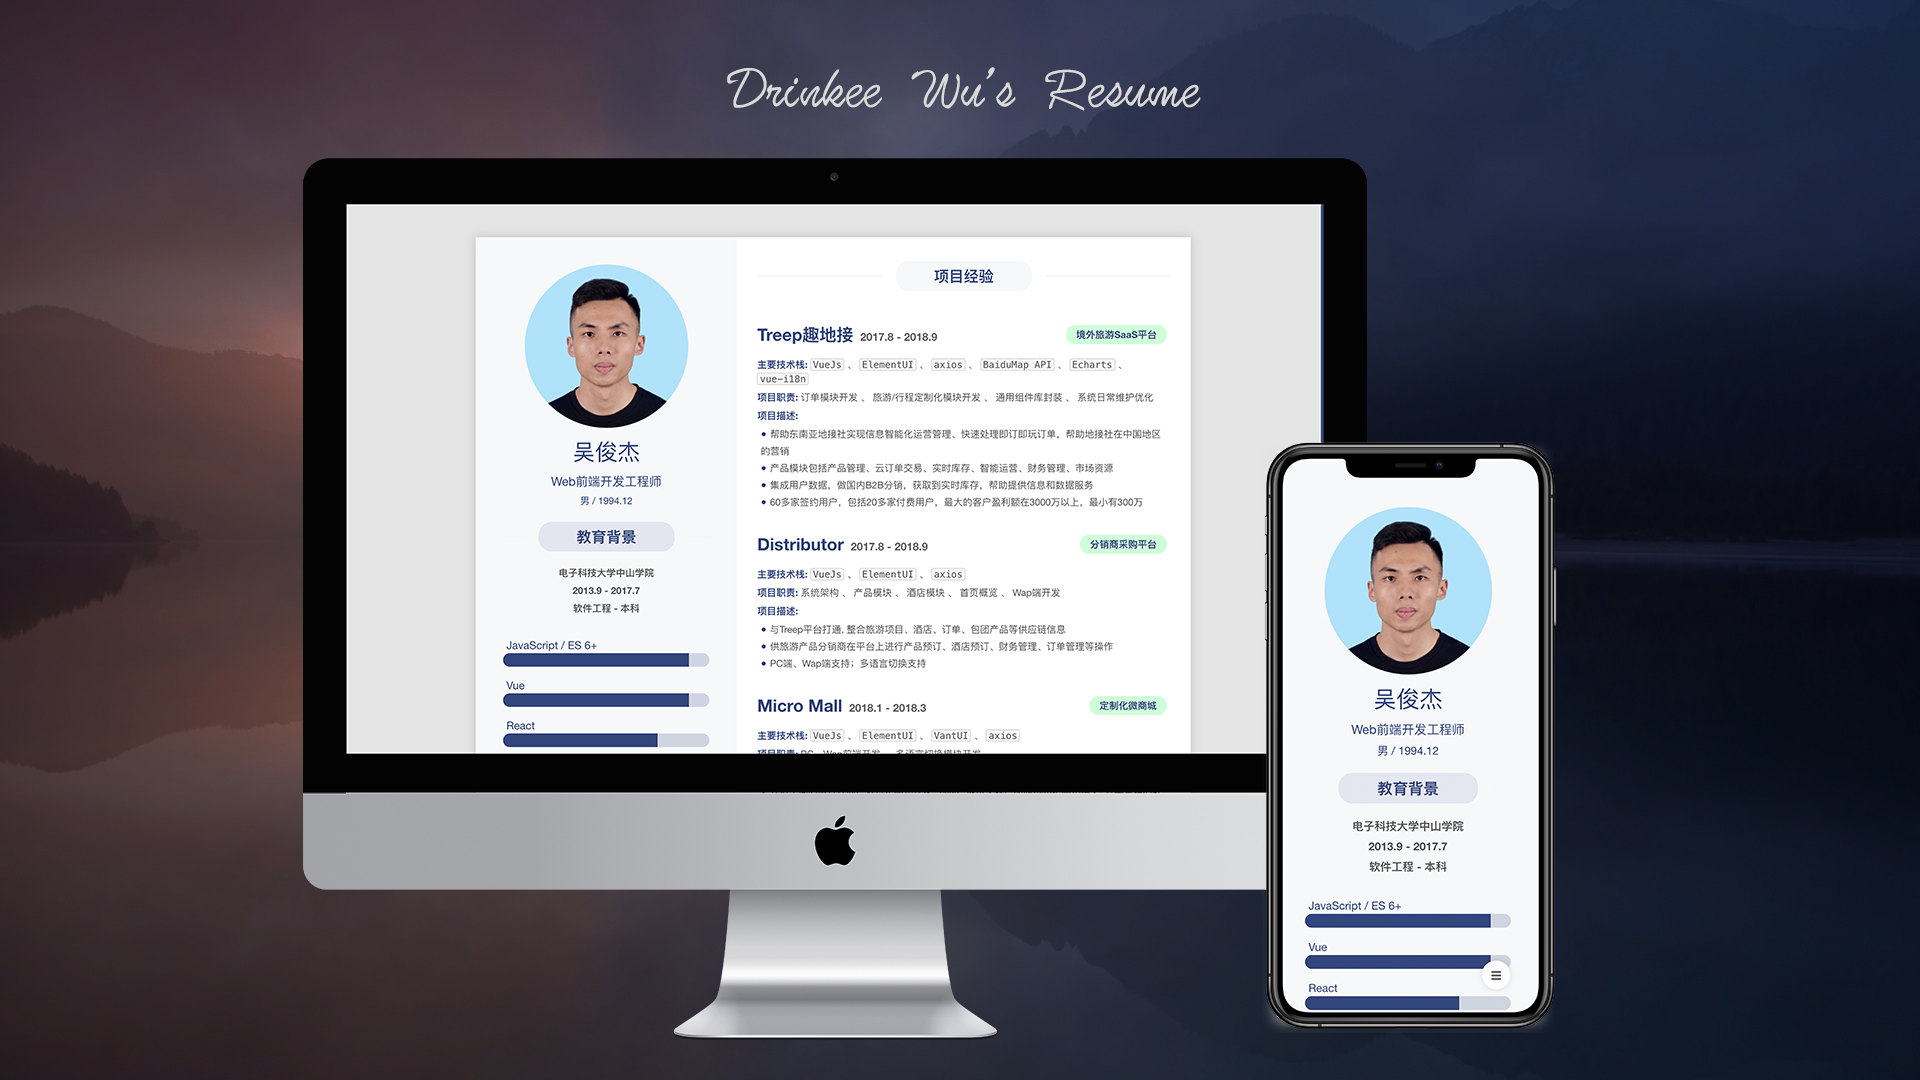 Drinkee Wu's Resume
吴俊杰
Web前端开发工程师
男 / 1994.12
教育背景
电子科技大学中山学院
2013.9 - 2017.7
软件工程 - 本科
JavaScript / ES 6+
Vue
React
项目经验
Treep趣地接 2017.8 - 2018.9 境外旅游SaaS平台
主要技术栈: VueJs 、 ElementUI 、 axios 、 BaiduMap API 、 Echarts 、
vue-i18n
项目职责: 订单模块开发 、 旅游/行程定制化模块开发 、 通用组件库封装 、 系统日常维护优化
项目描述:
• 帮助东南亚地接社实现信息智能化运营管理、快速处理即订即玩订单，帮助地接社在中国地区
的营销
• 产品模块包括产品管理、云订单交易、实时库存、智能运营、财务管理、市场资源
• 集成用户数据，做国内B2B分销，获取到实时库存，帮助提供信息和数据服务
• 60多家签约用户，包括20多家付费用户，最大的客户盈利额在3000万以上，最小有300万
Distributor 2017.8 - 2018.9 分销商采购平台
主要技术栈: VueJs 、 ElementUI 、 axios
项目职责: 系统架构 、 产品模块 、 酒店模块 、 首页概览 、 Wap端开发
项目描述:
• 与Treep平台打通, 整合旅游项目、酒店、订单、包团产品等供应链信息
• 供旅游产品分销商在平台上进行产品预订、酒店预订、财务管理、订单管理等操作
• PC端、Wap端支持；多语言切换支持
Micro Mall 2018.1 - 2018.3 定制化微商城
主要技术栈: VueJs 、 ElementUI 、 VantUI 、 axios
项目职责: PC、Wap前端开发 、 多语言切换模块开发
吴俊杰
Web前端开发工程师
男 / 1994.12
教育背景
电子科技大学中山学院
2013.9 - 2017.7
软件工程 - 本科
JavaScript / ES 6+
Vue
React